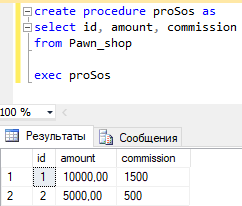 create procedure proSos as
select id, amount, commission
from Pawn_shop
exec proSos
100 %
Результаты Сообщения
id amount commission
1 1 10000,00 1500
2 2 5000,00 500